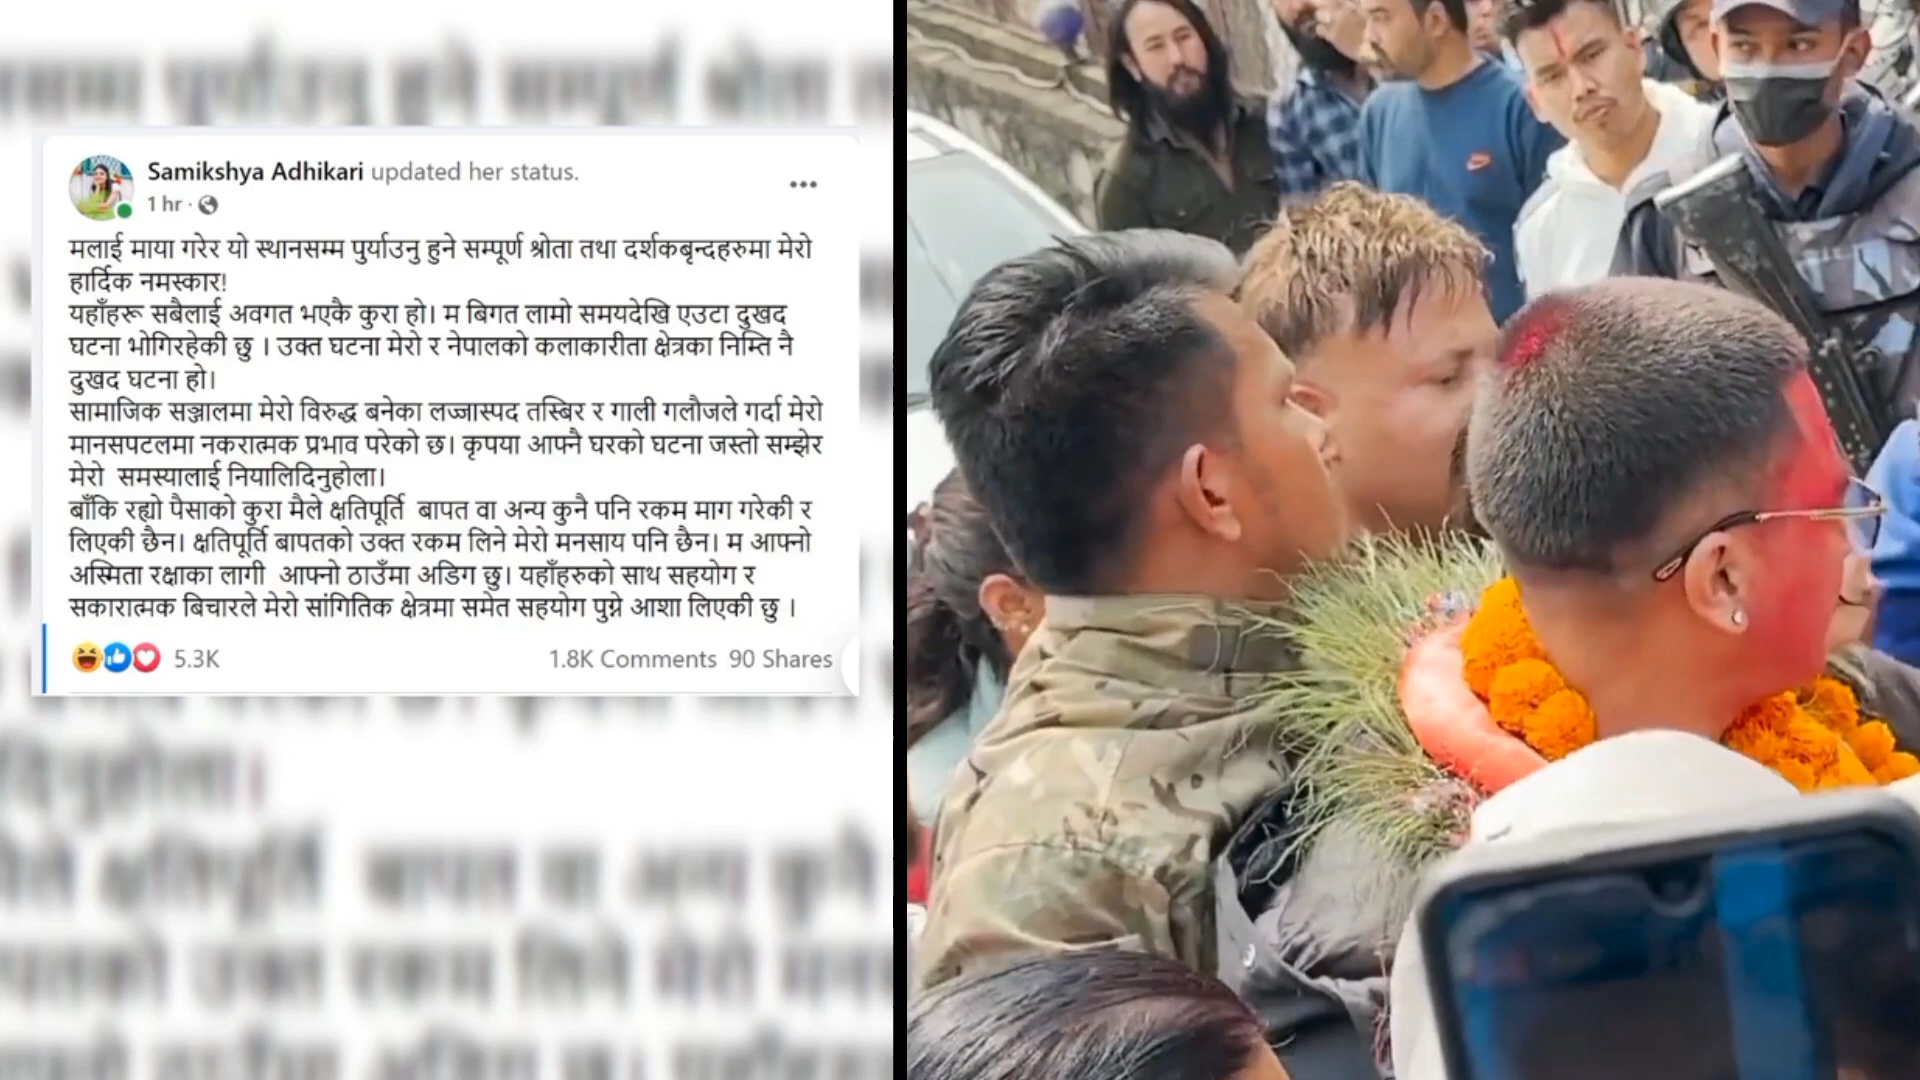 Samikshya Adhikari updated her status.
1 hr ·
मलाई माया गरेर यो स्थानसम्म पुर्याउनु हुने सम्पूर्ण श्रोता तथा दर्शकबृन्दहरुमा मेरो
हार्दिक नमस्कार!
यहाँहरू सबैलाई अवगत भएकै कुरा हो। म बिगत लामो समयदेखि एउटा दुखद
घटना भोगिरहेकी छु । उक्त घटना मेरो र नेपालको कलाकारीता क्षेत्रका निम्ति नै
दुखद घटना हो।
सामाजिक सञ्जालमा मेरो विरुद्ध बनेका लज्जास्पद तस्बिर र गाली गलौजले गर्दा मेरो
मानसपटलमा नकरात्मक प्रभाव परेको छ। कृपया आफ्नै घरको घटना जस्तो सम्झेर
मेरो  समस्यालाई नियालिदिनुहोला।
बाँकि रह्यो पैसाको कुरा मैले क्षतिपूर्ति  बापत वा अन्य कुनै पनि रकम माग गरेकी र
लिएकी छैन। क्षतिपूर्ति बापतको उक्त रकम लिने मेरो मनसाय पनि छैन। म आफ्नो
अस्मिता रक्षाका लागी  आफ्नो ठाउँमा अडिग छु। यहाँहरुको साथ सहयोग र
सकारात्मक बिचारले मेरो सांगितिक क्षेत्रमा समेत सहयोग पुग्ने आशा लिएकी छु ।
5.3K 1.8K Comments 90 Shares